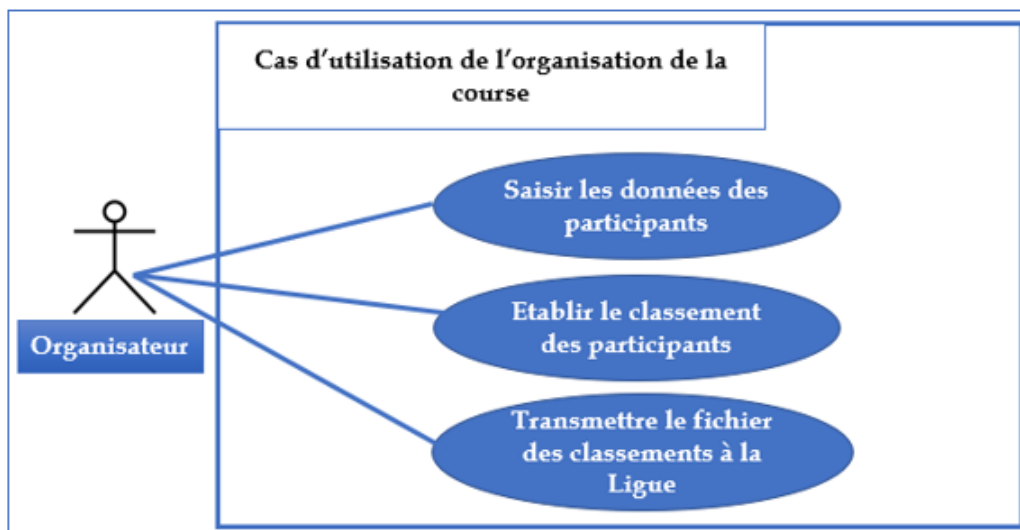 Cas d'utilisation de l'organisation de la
course
Saisir les données des
participants
Etablir le classement
des participants
Organisateur
Transmettre le fichier
des classements à la
Ligue